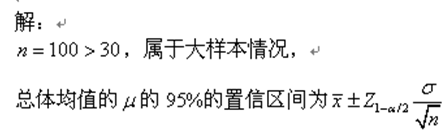 解：
n = 100 > 30，属于大样本情况，
总体均值的 μ 的 95%的置信区间为 x̄ ± Z_{1-α/2} σ/√n